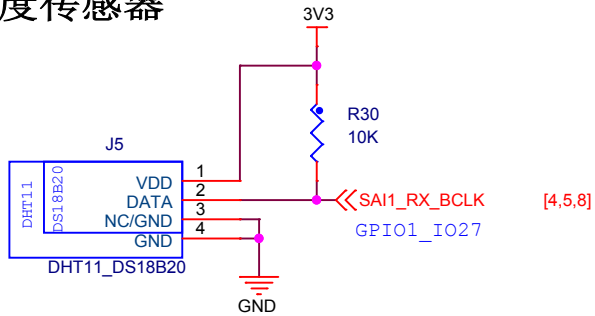 度传感器
3V3
R30
10K
J5
DHT11
DS18B20
VDD 1
DATA 2
NC/GND 3
GND 4
DHT11_DS18B20
SAI1_RX_BCLK [4,5,8]
GPIO1_IO27
GND